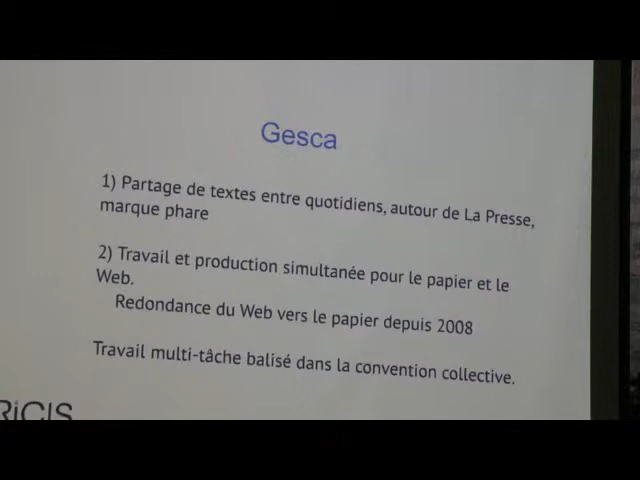 Gesca
1) Partage de textes entre quotidiens, autour de La Presse,
marque phare
2) Travail et production simultanée pour le papier et le
Web.
Redondance du Web vers le papier depuis 2008
Travail multi-tâche balisé dans la convention collective.
RiCIS